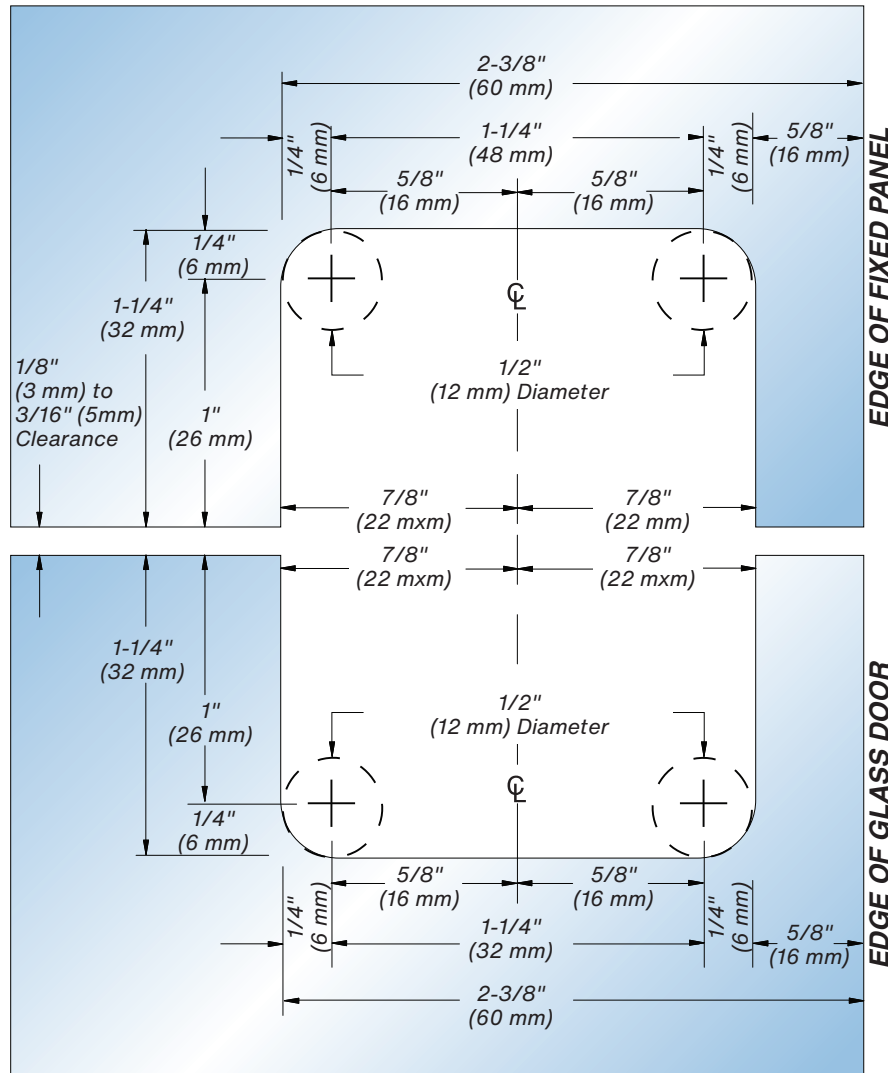 2-3/8"
(60 mm)
1/4"
(6 mm)
1-1/4"
(48 mm)
1/4"
(6 mm)
5/8"
(16 mm)
5/8"
(16 mm)
5/8"
(16 mm)
EDGE OF FIXED PANEL
1/4"
(6 mm)
1-1/4"
(32 mm)
CL
1/8"
(3 mm) to
3/16" (5mm)
Clearance
1"
(26 mm)
1/2"
(12 mm) Diameter
7/8"
(22 mxm)
7/8"
(22 mm)
7/8"
(22 mxm)
7/8"
(22 mxm)
1-1/4"
(32 mm)
1"
(26 mm)
1/2"
(12 mm) Diameter
CL
1/4"
(6 mm)
EDGE OF GLASS DOOR
5/8"
(16 mm)
5/8"
(16 mm)
1/4"
(6 mm)
1-1/4"
(32 mm)
1/4"
(6 mm)
5/8"
(16 mm)
2-3/8"
(60 mm)